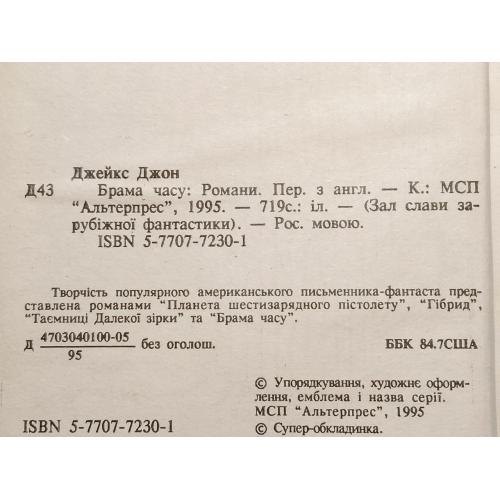 Джейкс Джон
Д43 Брама часу: Романи. Пер. з англ. — К.: МСП
“Альтерпрес”, 1995. — 719с.: іл. — (Зал слави за-
рубіжної фантастики). — Рос. мовою.
ISBN 5-7707-7230-1
Творчість популярного американського письменника-фантаста пред-
ставлена романами “Планета шестизарядного пістолету”, “Гібрид”,
“Таємниці Далекої зірки” та “Брама часу”.
Д 4703040100-05 без оголош. ББК 84.7США
95
© Упорядкування, художнє оформ-
лення, емблема і назва серії.
МСП “Альтерпрес”, 1995
ISBN 5-7707-7230-1 © Супер-обкладинка.